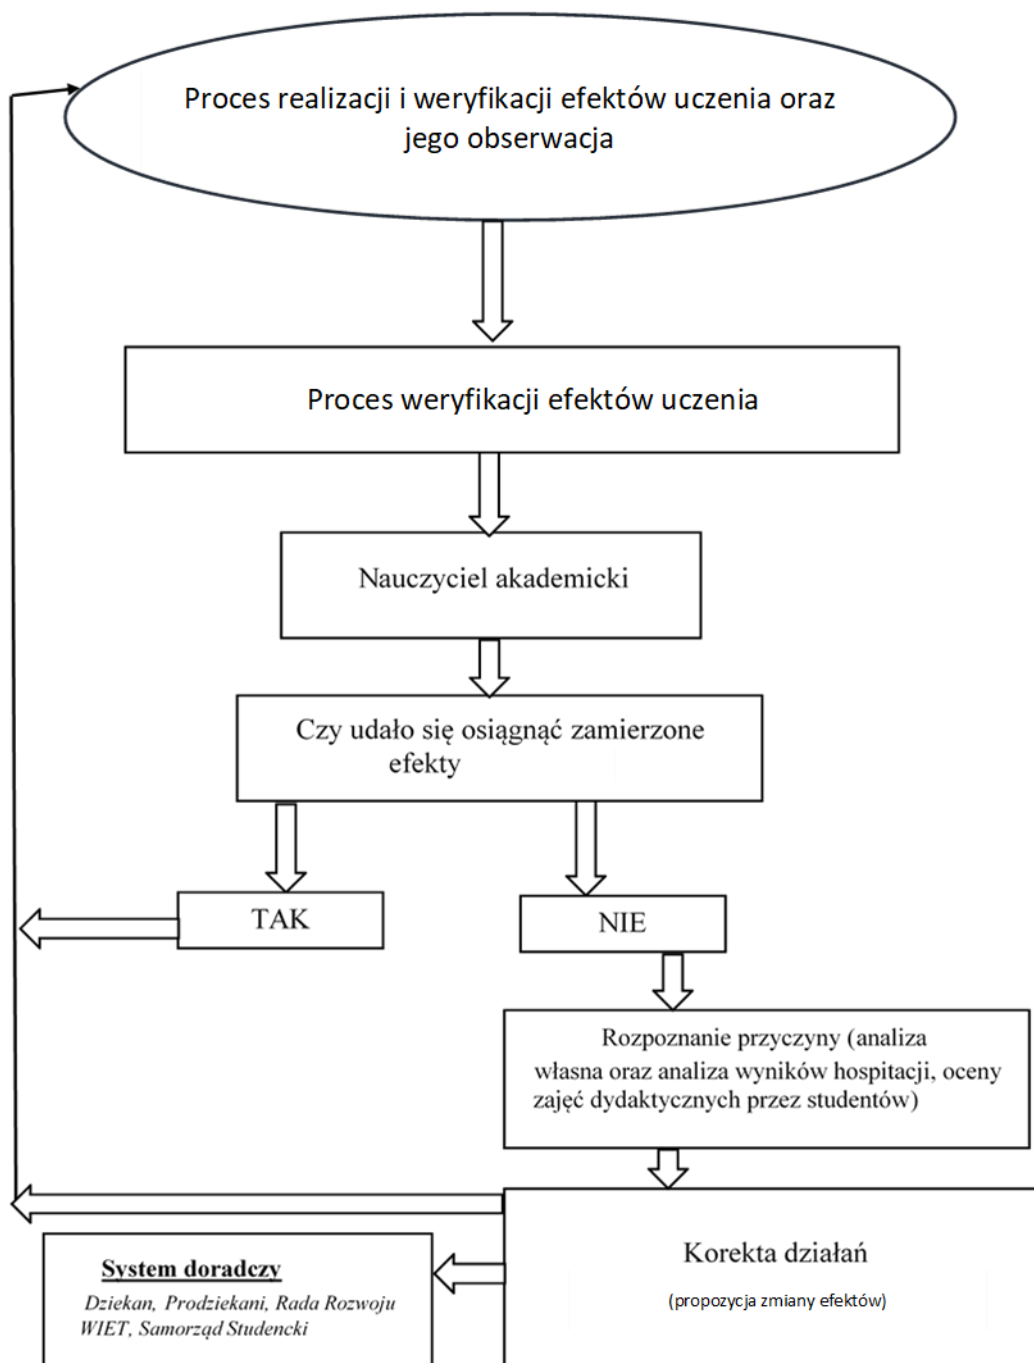 Proces realizacji i weryfikacji efektów uczenia oraz
jego obserwacja
Proces weryfikacji efektów uczenia
Nauczyciel akademicki
Czy udało się osiągnąć zamierzone
efekty
TAK
NIE
Rozpoznanie przyczyny (analiza
własna oraz analiza wyników hospitacji, oceny
zajęć dydaktycznych przez studentów)
Korekta działań
(propozycja zmiany efektów)
System doradczy
Dziekan, Prodziekani, Rada Rozwoju
WIET, Samorząd Studencki